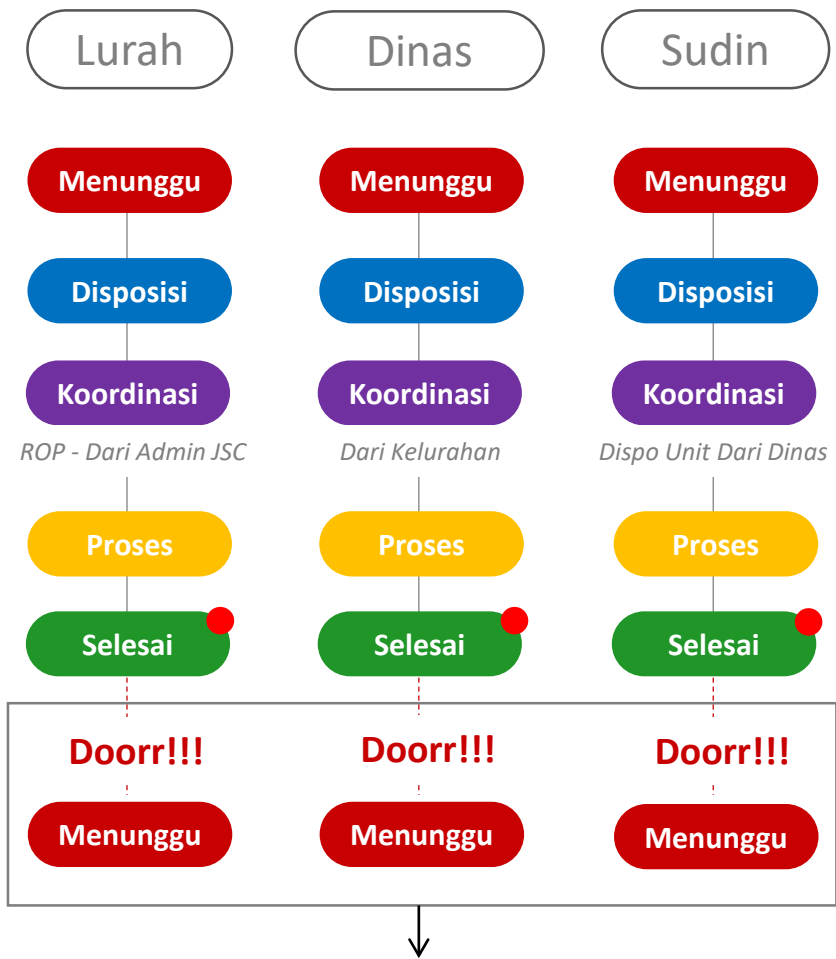 Lurah
Dinas
Sudin
Menunggu
Menunggu
Menunggu
Disposisi
Disposisi
Disposisi
Koordinasi
Koordinasi
Koordinasi
ROP - Dari Admin JSC
Dari Kelurahan
Dispo Unit Dari Dinas
Proses
Proses
Proses
Selesai
Selesai
Selesai
Doorr!!!
Doorr!!!
Doorr!!!
Menunggu
Menunggu
Menunggu